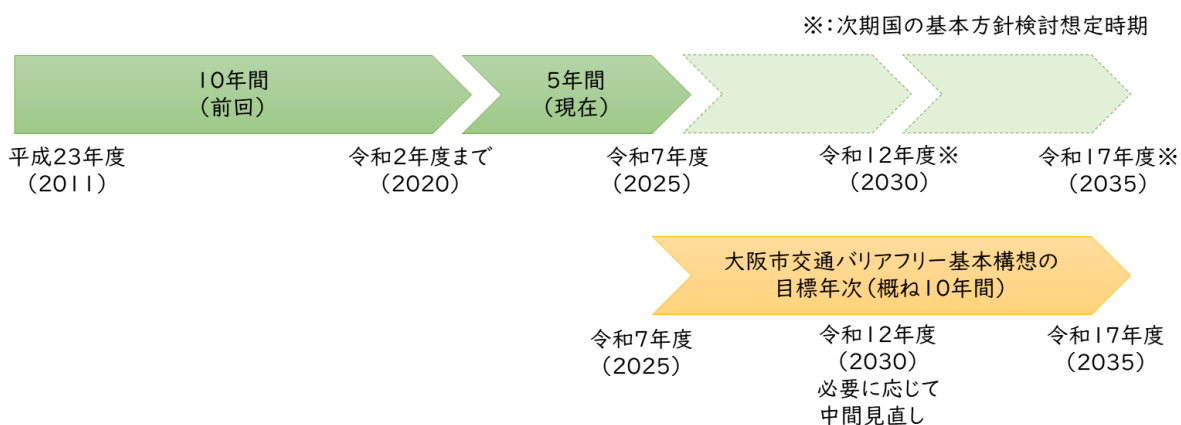 ※：次期国の基本方針検討想定時期
10年間
（前回）
5年間
（現在）
平成23年度
（2011）
令和2年度まで
（2020）
令和7年度
（2025）
令和12年度※
（2030）
令和17年度※
（2035）
大阪市交通バリアフリー基本構想の
目標年次（概ね10年間）
令和7年度
（2025）
令和12年度
（2030）
必要に応じて
中間見直し
令和17年度
（2035）